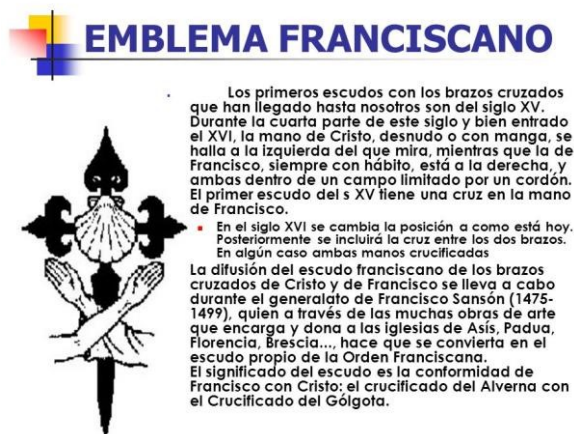 EMBLEMA FRANCISCANO
Los primeros escudos con los brazos cruzados
que han llegado hasta nosotros son del siglo XV.
Durante la cuarta parte de este siglo y bien entrado
el XVI, la mano de Cristo, desnudo o con manga, se
halla a la izquierda del que mira, mientras que la de
Francisco, siempre con hábito, está a la derecha, y
ambas dentro de un campo limitado por un cordón.
El primer escudo del s XV tiene una cruz en la mano
de Francisco.
En el siglo XVI se cambia la posición a como está hoy.
Posteriormente se incluirá la cruz entre los dos brazos.
En algún caso ambas manos crucificadas
La difusión del escudo franciscano de los brazos
cruzados de Cristo y de Francisco se lleva a cabo
durante el generalato de Francisco Sansón (1475-
1499), quien a través de las muchas obras de arte
que encarga y dona a las iglesias de Asís, Padua,
Florencia, Brescia..., hace que se convierta en el
escudo propio de la Orden Franciscana.
El significado del escudo es la conformidad de
Francisco con Cristo: el crucificado del Alverna con
el Crucificado del Gólgota.